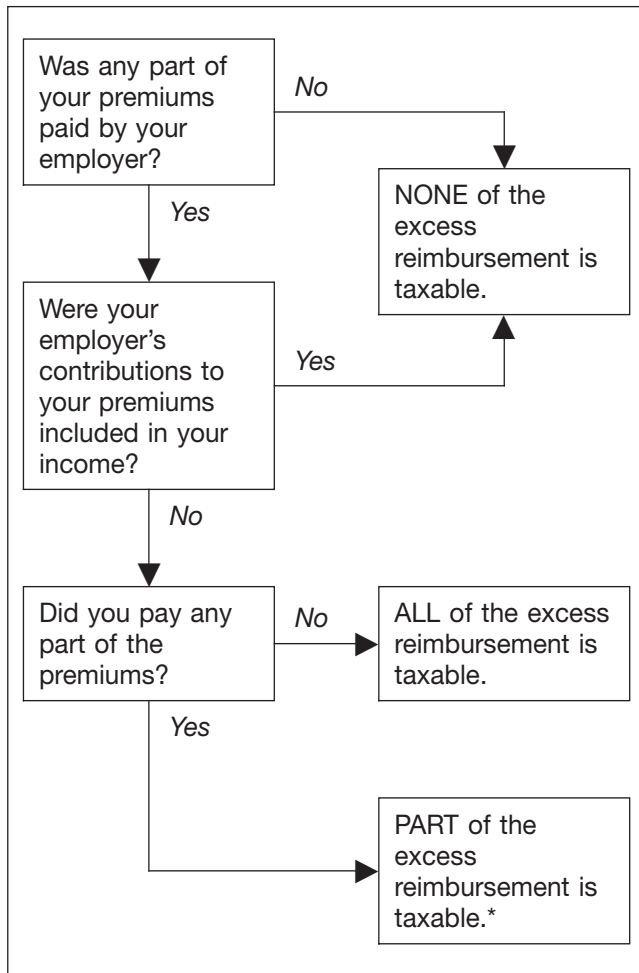 Was any part of
your premiums
paid by your
employer?
No
NONE of the
excess
reimbursement is
taxable.
Yes
Were your
employer’s
contributions to
your premiums
included in your
income?
Yes
No
Did you pay any
part of the
premiums?
No
ALL of the excess
reimbursement is
taxable.
Yes
PART of the
excess
reimbursement is
taxable.*